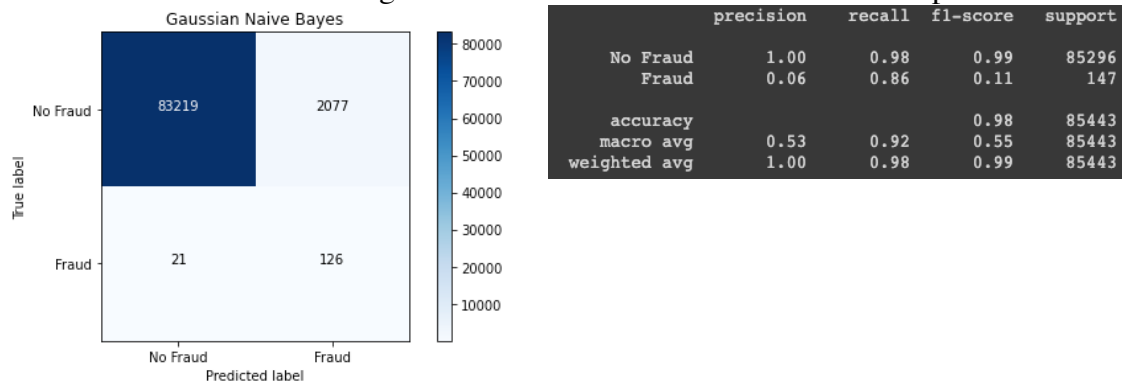 Gaussian Naive Bayes
80000
70000
No Fraud
83219
2077
60000
50000
True label
40000
30000
Fraud
21
126
20000
10000
No Fraud
Fraud
Predicted label
precision recall f1-score support
No Fraud 1.00 0.98 0.99 85296
Fraud 0.06 0.86 0.11 147
accuracy 0.98 85443
macro avg 0.53 0.92 0.55 85443
weighted avg 1.00 0.98 0.99 85443